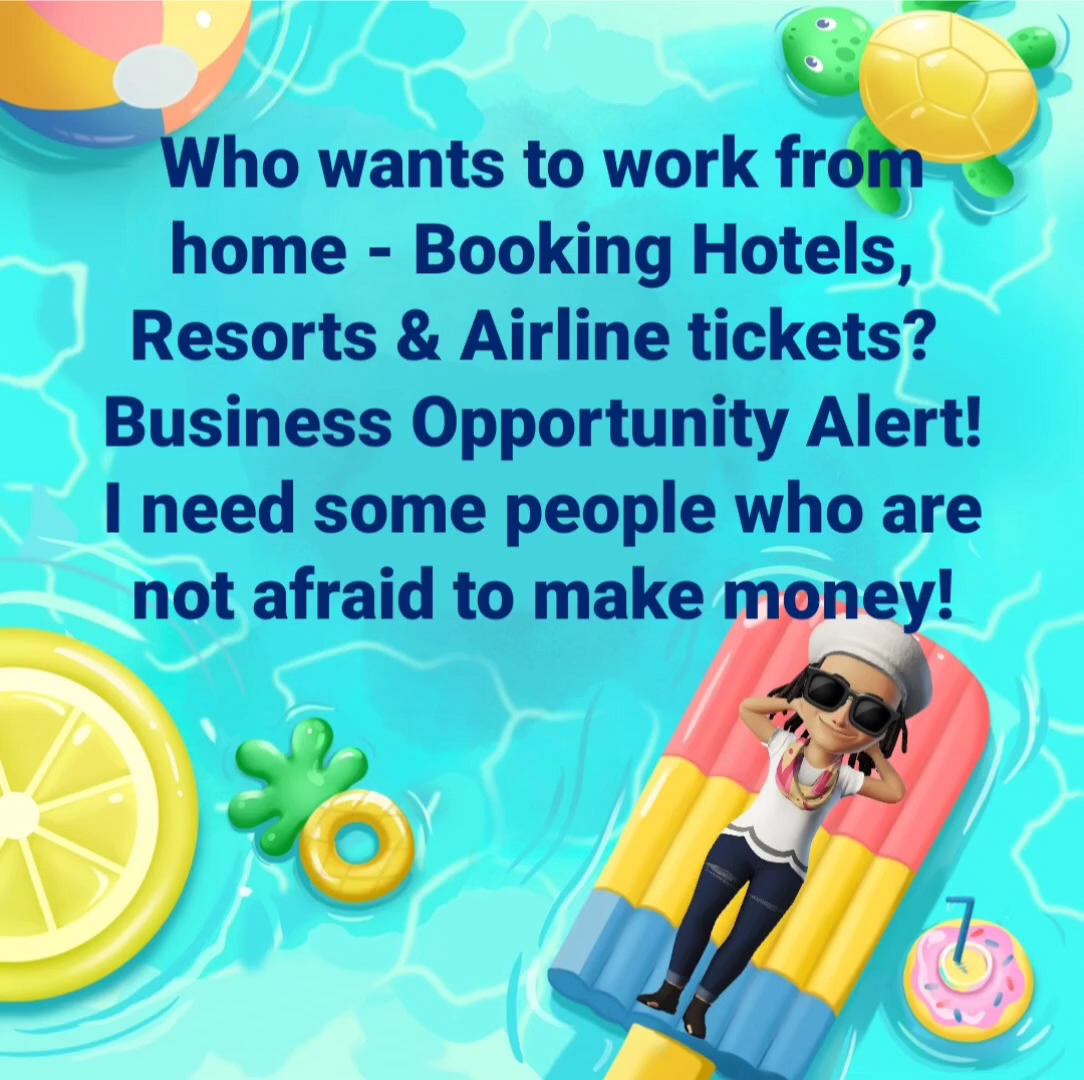 Who wants to work from
home - Booking Hotels,
Resorts & Airline tickets?
Business Opportunity Alert!
I need some people who are
not afraid to make money!